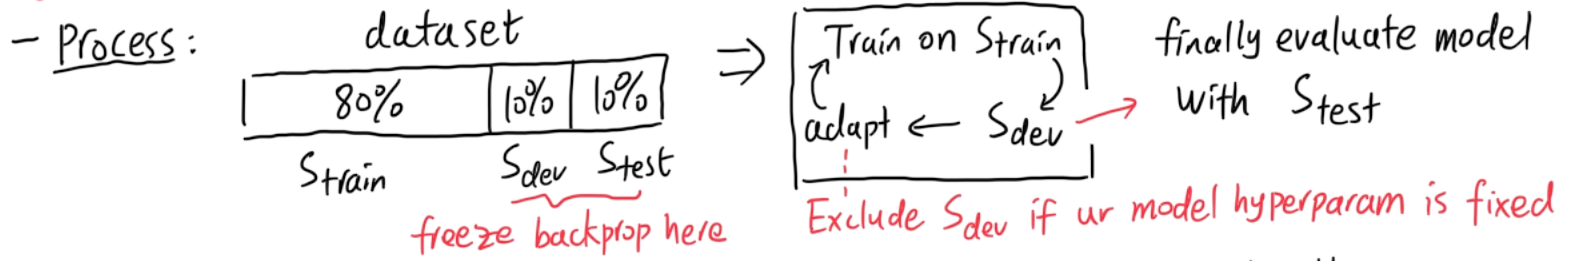 - Process:
dataset
80% 10% 10%
Strain Sdev Stest
freeze backprop here
⇒
Train on Strain
adapt ← Sdev →
Exclude Sdev if ur model hyperparam is fixed
finally evaluate model
with Stest